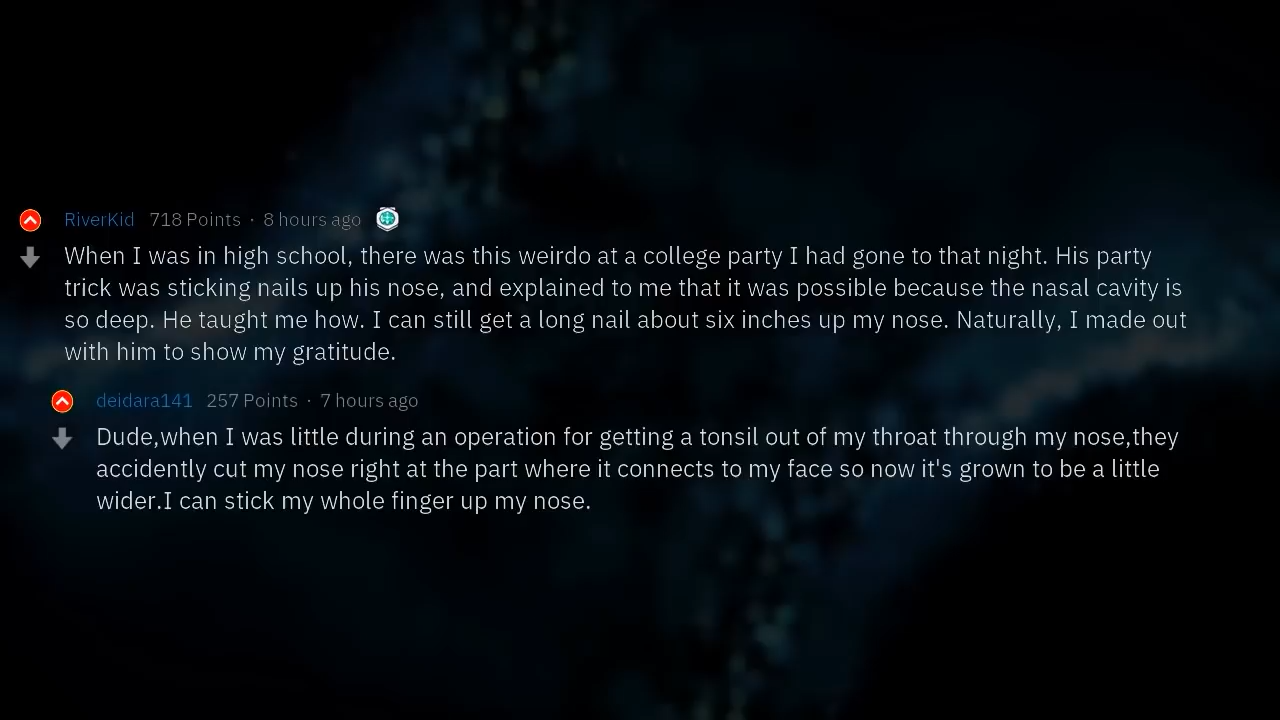 RiverKid 718 Points · 8 hours ago
When I was in high school, there was this weirdo at a college party I had gone to that night. His party
trick was sticking nails up his nose, and explained to me that it was possible because the nasal cavity is
so deep. He taught me how. I can still get a long nail about six inches up my nose. Naturally, I made out
with him to show my gratitude.
deidara141 257 Points · 7 hours ago
Dude,when I was little during an operation for getting a tonsil out of my throat through my nose,they
accidently cut my nose right at the part where it connects to my face so now it's grown to be a little
wider.I can stick my whole finger up my nose.